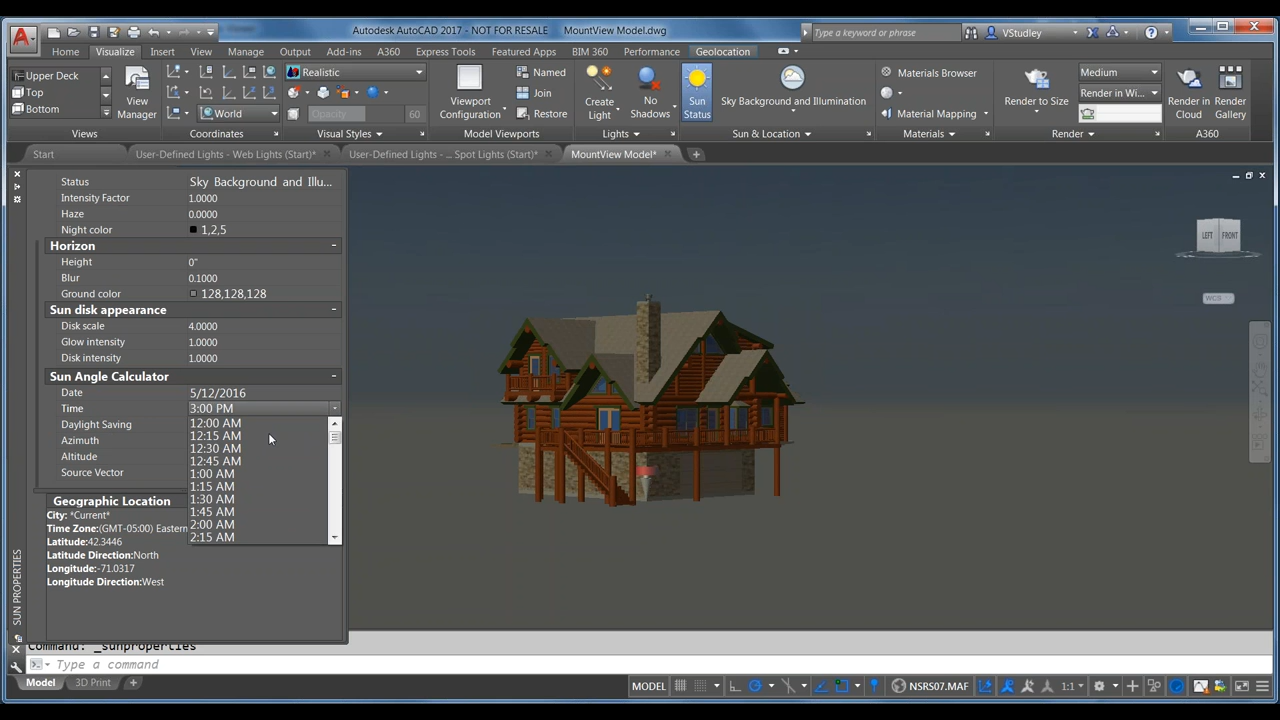 Autodesk AutoCAD 2017 - NOT FOR RESALE MountView Model.dwg
Type a keyword or phrase
VStudley
Home Visualize Insert View Manage Output Add-ins A360 Express Tools Featured Apps BIM 360 Performance Geolocation
Upper Deck
Top
Bottom
View
Manager
World
Realistic
Opacity 60
Viewport
Configuration
Named
Join
Restore
Create
Light
No
Shadows
Sun
Status
Sky Background and Illumination
Materials Browser
Material Mapping
Render to Size
Medium
Render in Wi...
Render in
Cloud
Render
Gallery
Views Coordinates Visual Styles Model Viewports Lights Sun & Location Materials Render A360
Start User-Defined Lights - Web Lights (Start)* User-Defined Lights - ... Spot Lights (Start)* MountView Model*
Status Sky Background and Illu...
Intensity Factor 1.0000
Haze 0.0000
Night color 1,2,5
Horizon
Height 0"
Blur 0.1000
Ground color 128,128,128
Sun disk appearance
Disk scale 4.0000
Glow intensity 1.0000
Disk intensity 1.0000
Sun Angle Calculator
Date 5/12/2016
Time 3:00 PM
Daylight Saving
Azimuth
Altitude
Source Vector
12:00 AM
12:15 AM
12:30 AM
12:45 AM
1:00 AM
1:15 AM
1:30 AM
1:45 AM
2:00 AM
2:15 AM
Geographic Location
City: *Current*
Time Zone:(GMT-05:00) Eastern
Latitude:42.3446
Latitude Direction:North
Longitude:-71.0317
Longitude Direction:West
SUN PROPERTIES
LEFT FRONT
WCS
Command: _sunproperties
Type a command
Model 3D Print
MODEL NSRS07.MAF 1:1